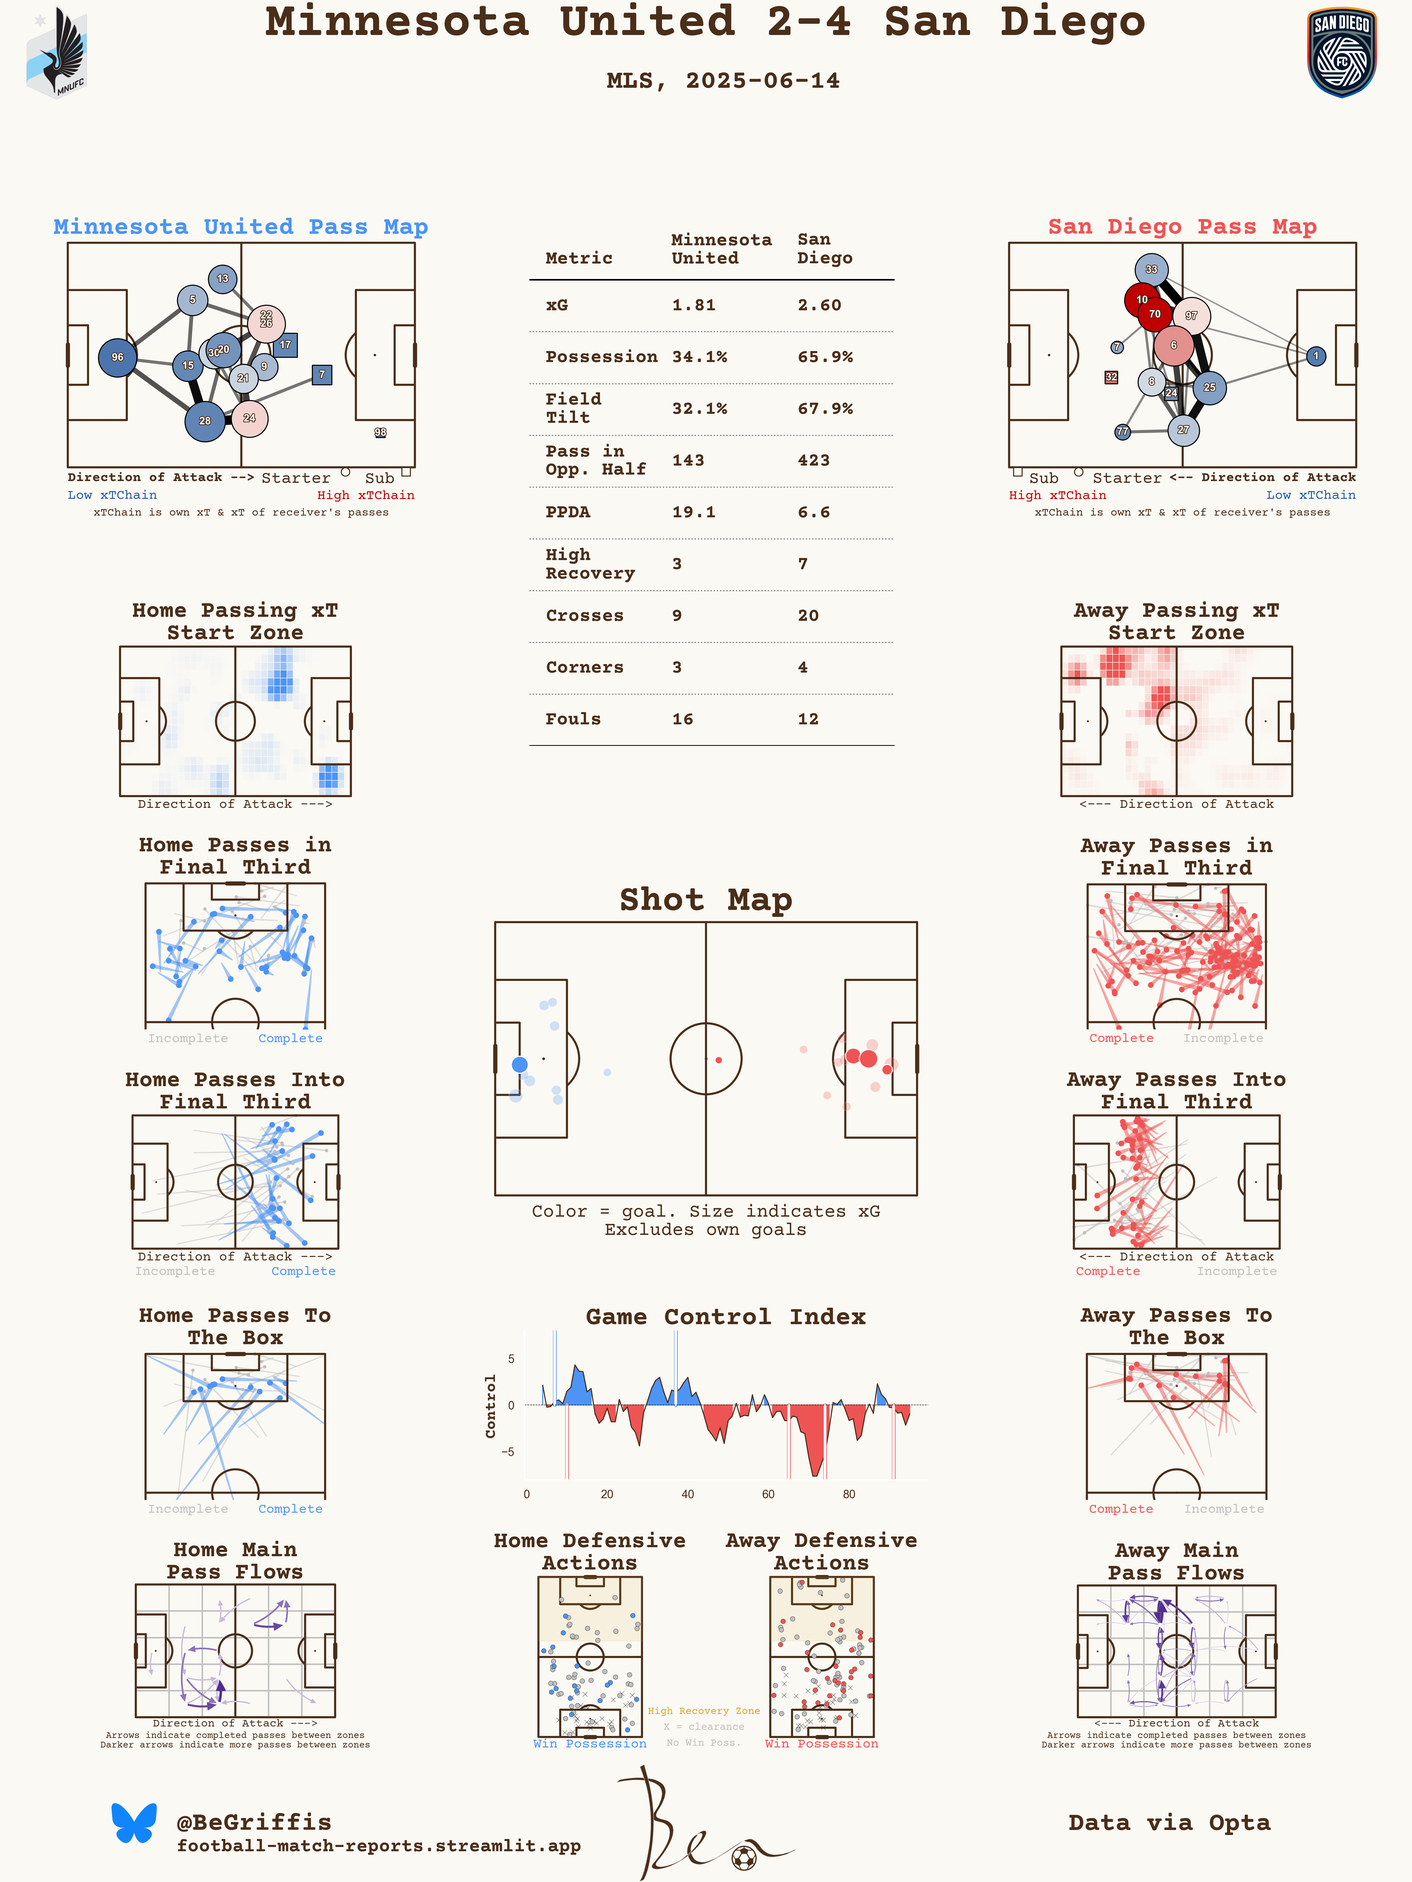 Minnesota United 2-4 San Diego
MLS, 2025-06-14
MNUFC
SAN DIEGO
FC
Minnesota United Pass Map
13
5
22
26
17
96
30
20
15
9
21
7
28
24
98
Direction of Attack --> Starter Sub
Low xTChain High xTChain
xTChain is own xT & xT of receiver's passes
Metric Minnesota United San Diego
xG 1.81 2.60
Possession 34.1% 65.9%
Field Tilt 32.1% 67.9%
Pass in Opp. Half 143 423
PPDA 19.1 6.6
High Recovery 3 7
Crosses 9 20
Corners 3 4
Fouls 16 12
San Diego Pass Map
33
10
70
97
7
6
1
32
8
24
25
77
27
Sub Starter <-- Direction of Attack
High xTChain Low xTChain
xTChain is own xT & xT of receiver's passes
Home Passing xT
Start Zone
Direction of Attack --->
Away Passing xT
Start Zone
<--- Direction of Attack
Home Passes in
Final Third
Incomplete Complete
Away Passes in
Final Third
Complete Incomplete
Shot Map
Color = goal. Size indicates xG
Excludes own goals
Home Passes Into
Final Third
Direction of Attack --->
Incomplete Complete
Away Passes Into
Final Third
<--- Direction of Attack
Complete Incomplete
Home Passes To
The Box
Incomplete Complete
Game Control Index
Control
5
0
−5
0 20 40 60 80
Away Passes To
The Box
Complete Incomplete
Home Main
Pass Flows
Direction of Attack --->
Arrows indicate completed passes between zones
Darker arrows indicate more passes between zones
Home Defensive
Actions
Win Possession
Away Defensive
Actions
Win Possession
High Recovery Zone
X = clearance
No Win Poss.
Away Main
Pass Flows
<--- Direction of Attack
Arrows indicate completed passes between zones
Darker arrows indicate more passes between zones
@BeGriffis
football-match-reports.streamlit.app
Ben
Data via Opta